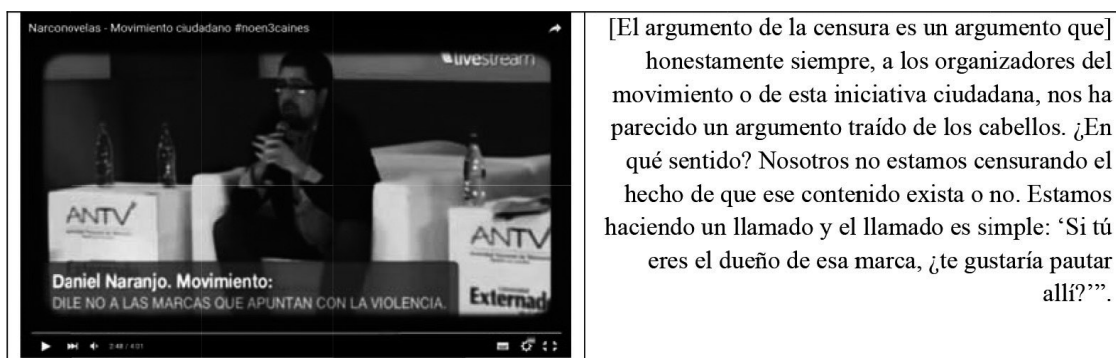 Narconovelas - Movimiento ciudadano #noen3caines
livestream
ANTV
ANTV
Externad
Daniel Naranjo. Movimiento:
DILE NO A LAS MARCAS QUE APUNTAN CON LA VIOLENCIA.
2:48 / 4:01
[El argumento de la censura es un argumento que]
honestamente siempre, a los organizadores del
movimiento o de esta iniciativa ciudadana, nos ha
parecido un argumento traído de los cabellos. ¿En
qué sentido? Nosotros no estamos censurando el
hecho de que ese contenido exista o no. Estamos
haciendo un llamado y el llamado es simple: ‘Si tú
eres el dueño de esa marca, ¿te gustaría pautar
allí?’”.